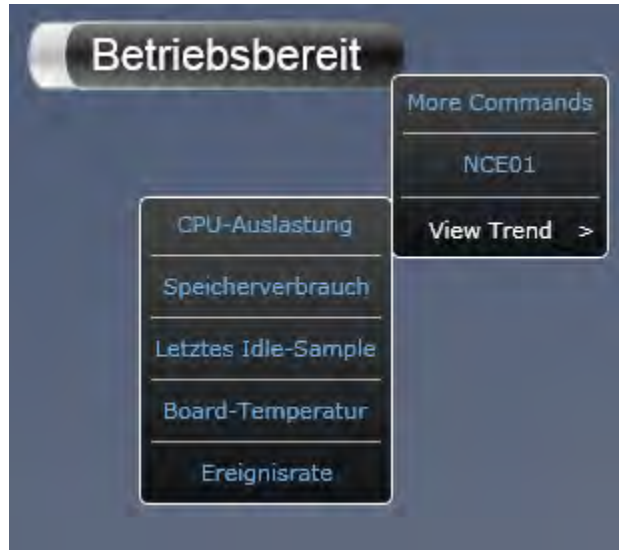 Betriebsbereit
More Commands
NCE01
View Trend >
CPU-Auslastung
Speicherverbrauch
Letztes Idle-Sample
Board-Temperatur
Ereignisrate